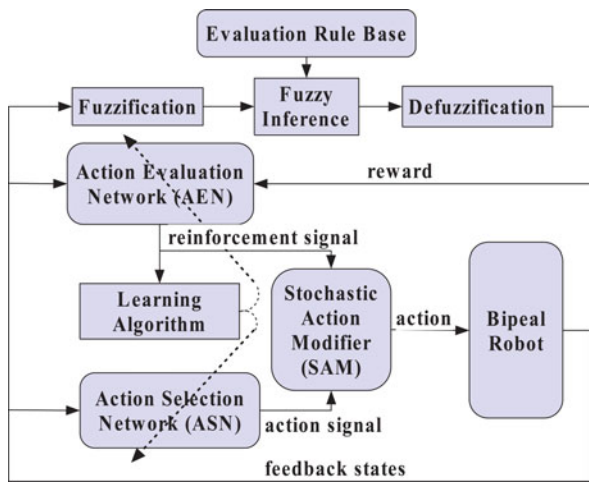 Evaluation Rule Base
Fuzzification
Fuzzy
Inference
Defuzzification
Action Evaluation
Network (AEN)
reward
reinforcement signal
Learning
Algorithm
Stochastic
Action
Modifier
(SAM)
action
Bipeal
Robot
Action Selection
Network (ASN)
action signal
feedback states